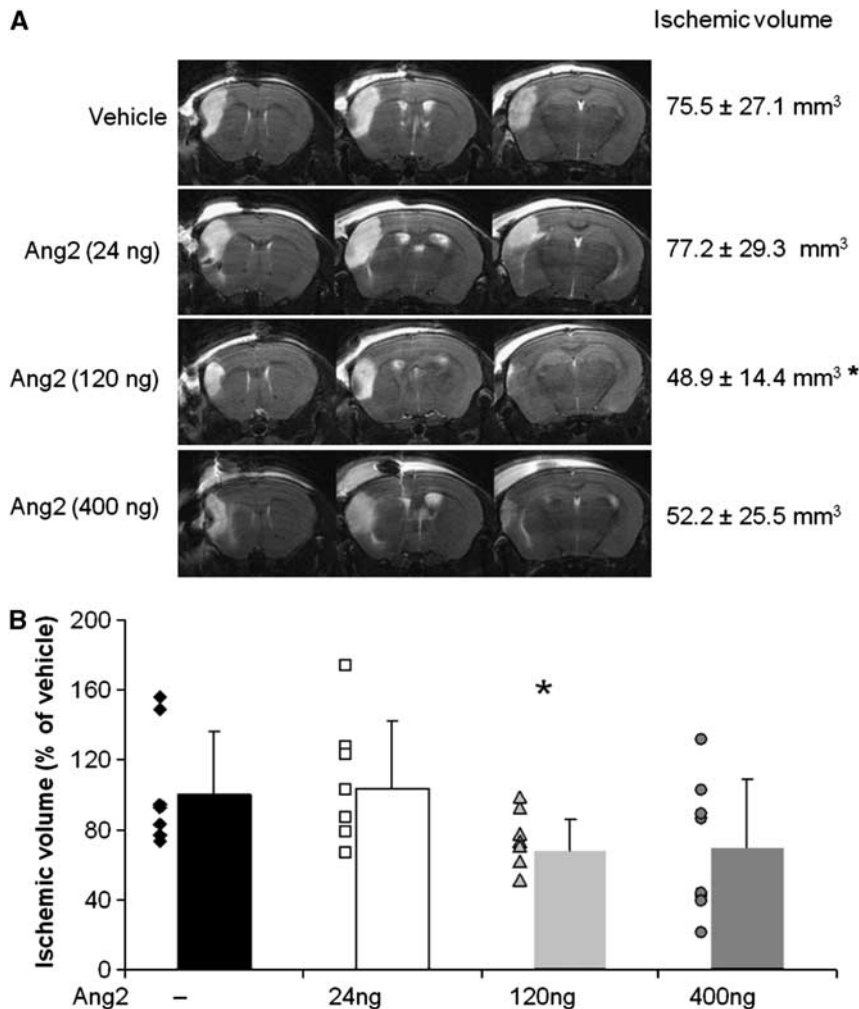 A
Ischemic volume
Vehicle
75.5 ± 27.1 mm³
Ang2 (24 ng)
77.2 ± 29.3 mm³
Ang2 (120 ng)
48.9 ± 14.4 mm³ *
Ang2 (400 ng)
52.2 ± 25.5 mm³
B
Ischemic volume (% of vehicle)
200
160
120
80
40
0
*
Ang2 – 24ng 120ng 400ng